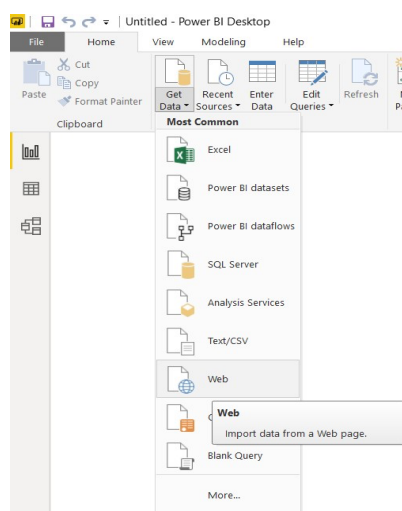 Untitled - Power BI Desktop
File Home View Modeling Help
Paste
Cut
Copy
Format Painter
Clipboard
Get Data
Recent Sources
Enter Data
Edit Queries
Refresh
Most Common
Excel
Power BI datasets
Power BI dataflows
SQL Server
Analysis Services
Text/CSV
Web
Web
Import data from a Web page.
Blank Query
More...